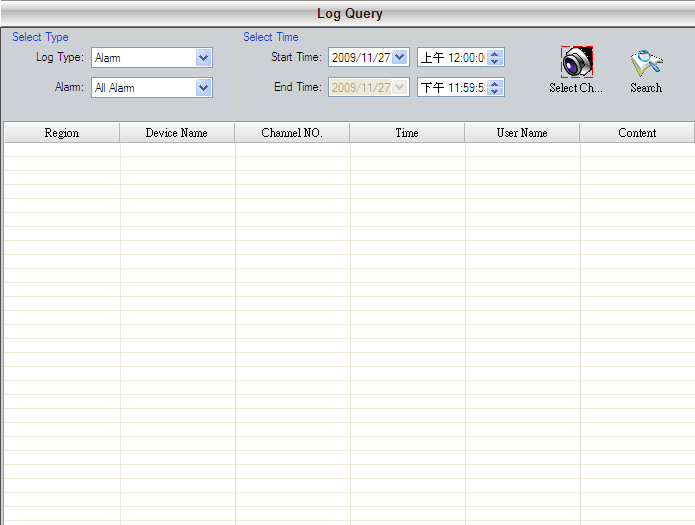 Log Query
Select Type
Select Time
Log Type: Alarm
Start Time: 2009/11/27 上午 12:00:0
Alarm: All Alarm
End Time: 2009/11/27 下午 11:59:5
Select Ch... Search
Region Device Name Channel NO. Time User Name Content